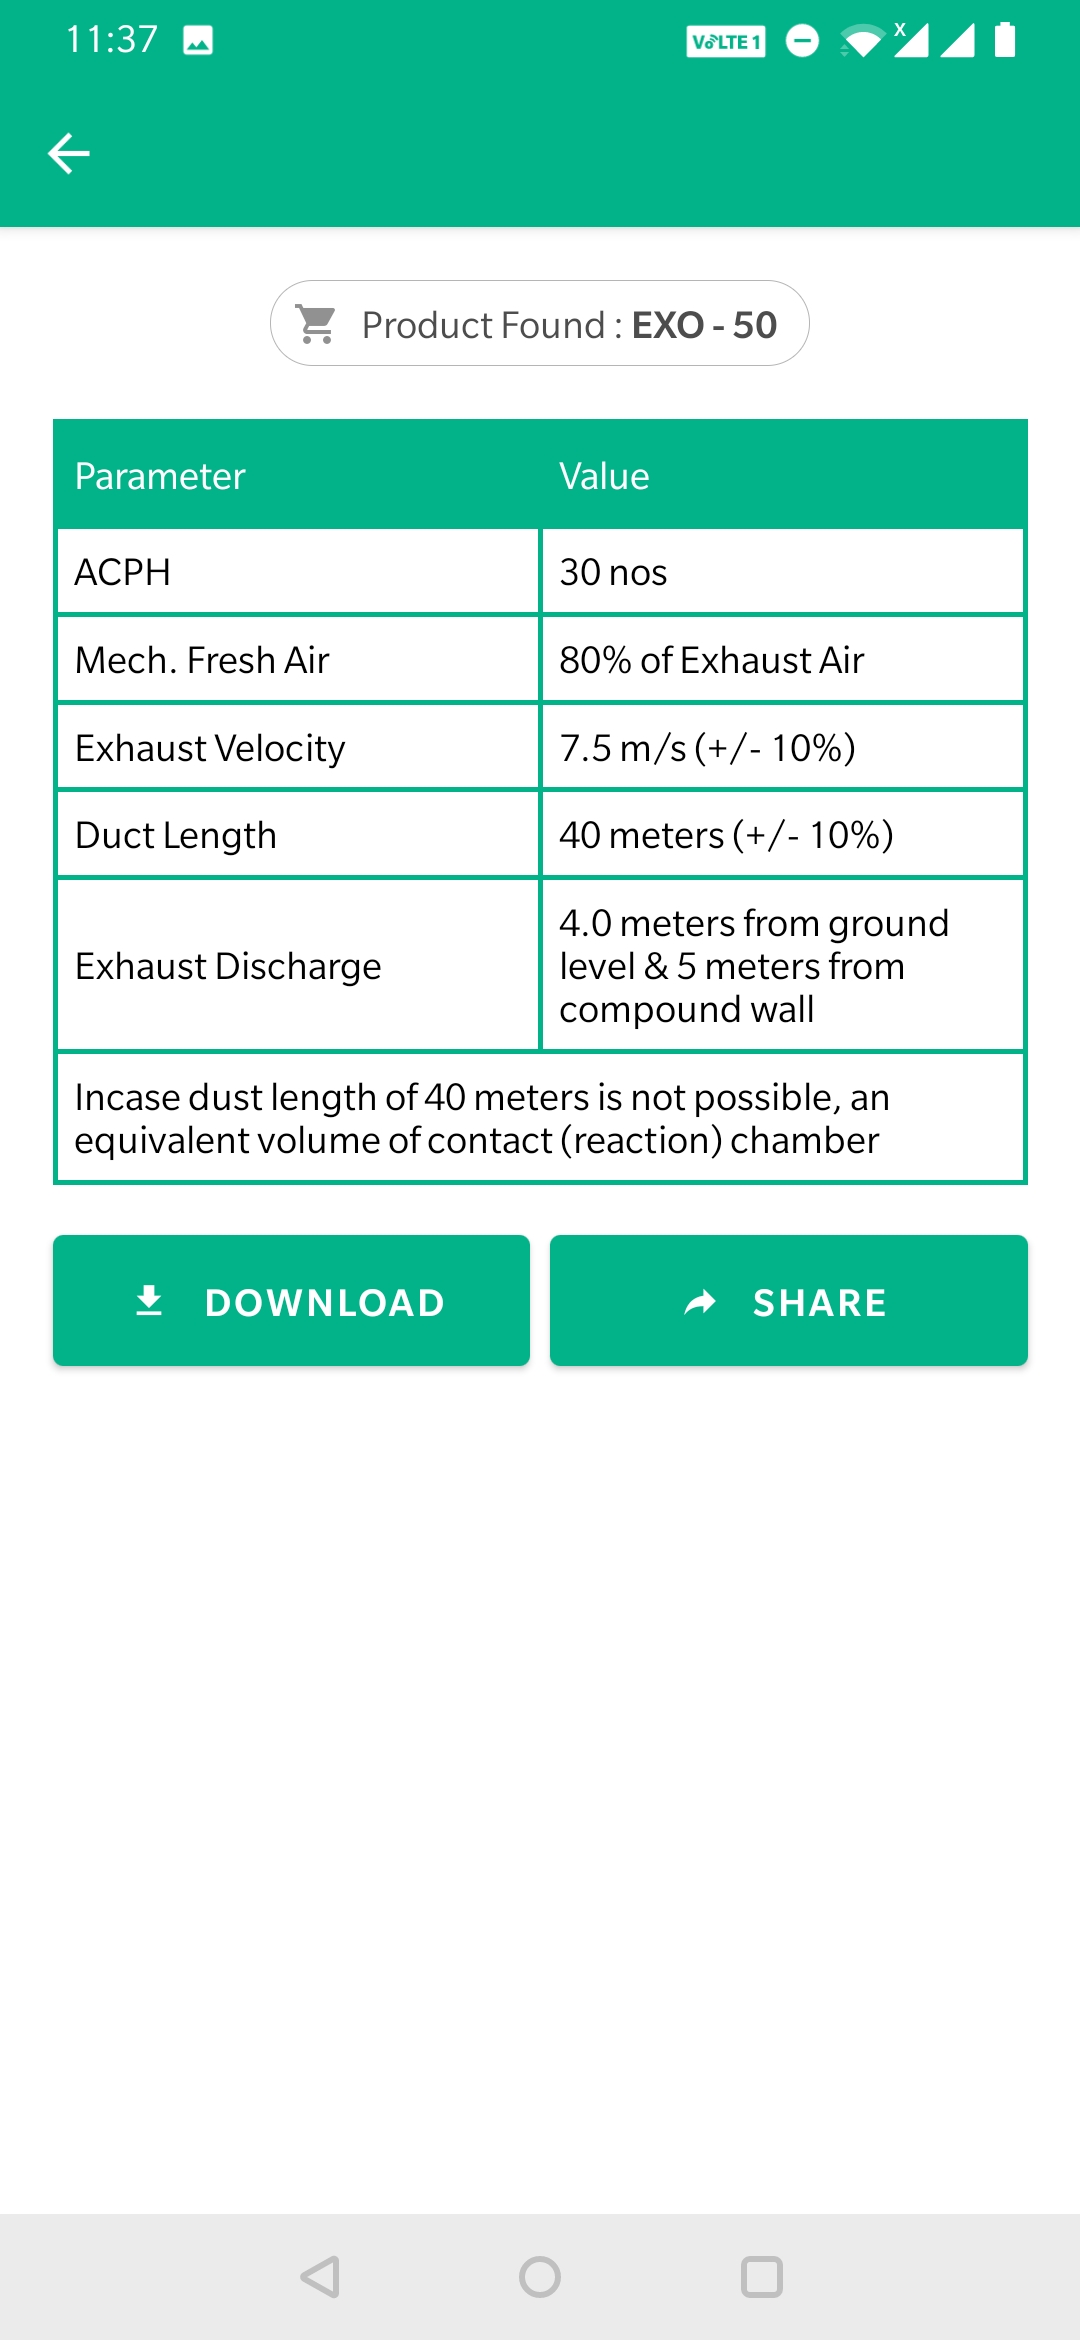 11:37 VoLTE 1 x
Product Found : EXO - 50
Parameter Value
ACPH 30 nos
Mech. Fresh Air 80% of Exhaust Air
Exhaust Velocity 7.5 m/s (+/- 10%)
Duct Length 40 meters (+/- 10%)
Exhaust Discharge 4.0 meters from ground
level & 5 meters from
compound wall
Incase dust length of 40 meters is not possible, an
equivalent volume of contact (reaction) chamber
DOWNLOAD SHARE